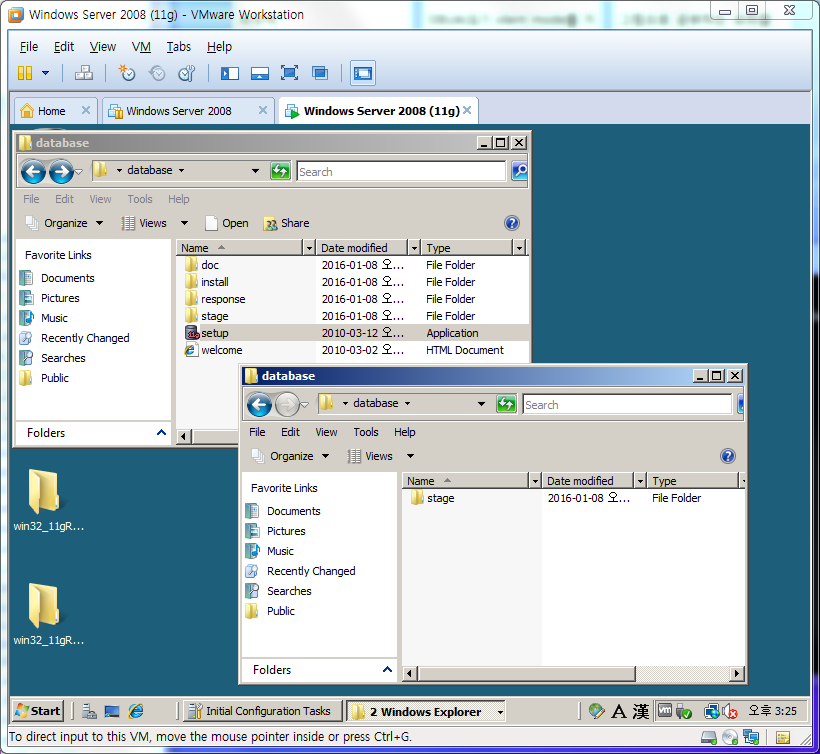 Windows Server 2008 (11g) - VMware Workstation
File Edit View VM Tabs Help
Home Windows Server 2008 Windows Server 2008 (11g)
database
database
Search
File Edit View Tools Help
Organize Views Open Share
Favorite Links
Documents
Pictures
Music
Recently Changed
Searches
Public
Folders
Name Date modified Type
doc 2016-01-08 오... File Folder
install 2016-01-08 오... File Folder
response 2016-01-08 오... File Folder
stage 2016-01-08 오... File Folder
setup 2010-03-12 오... Application
welcome 2010-03-02 오... HTML Document
database
database
Search
File Edit View Tools Help
Organize Views
Favorite Links
Documents
Pictures
Music
Recently Changed
Searches
Public
Folders
Name Date modified Type
stage 2016-01-08 오... File Folder
win32_11gR...
win32_11gR...
Start Initial Configuration Tasks 2 Windows Explorer A 漢 오후 3:25
To direct input to this VM, move the mouse pointer inside or press Ctrl+G.